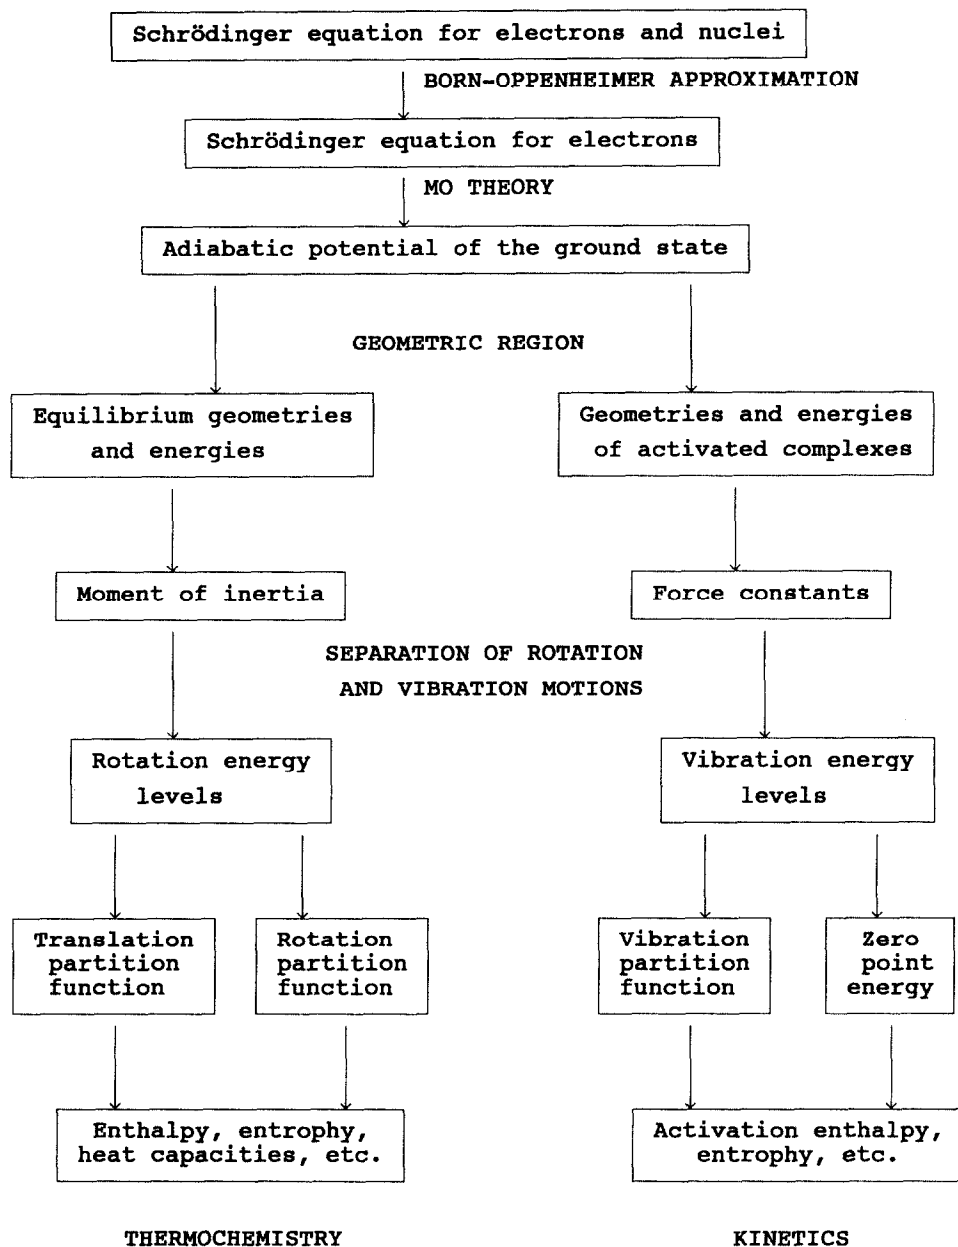 Schrödinger equation for electrons and nuclei
BORN-OPPENHEIMER APPROXIMATION
Schrödinger equation for electrons
MO THEORY
Adiabatic potential of the ground state
GEOMETRIC REGION
Equilibrium geometries
and energies
Geometries and energies
of activated complexes
Moment of inertia
Force constants
SEPARATION OF ROTATION
AND VIBRATION MOTIONS
Rotation energy
levels
Vibration energy
levels
Translation
partition
function
Rotation
partition
function
Vibration
partition
function
Zero
point
energy
Enthalpy, entrophy,
heat capacities, etc.
Activation enthalpy,
entrophy, etc.
THERMOCHEMISTRY
KINETICS